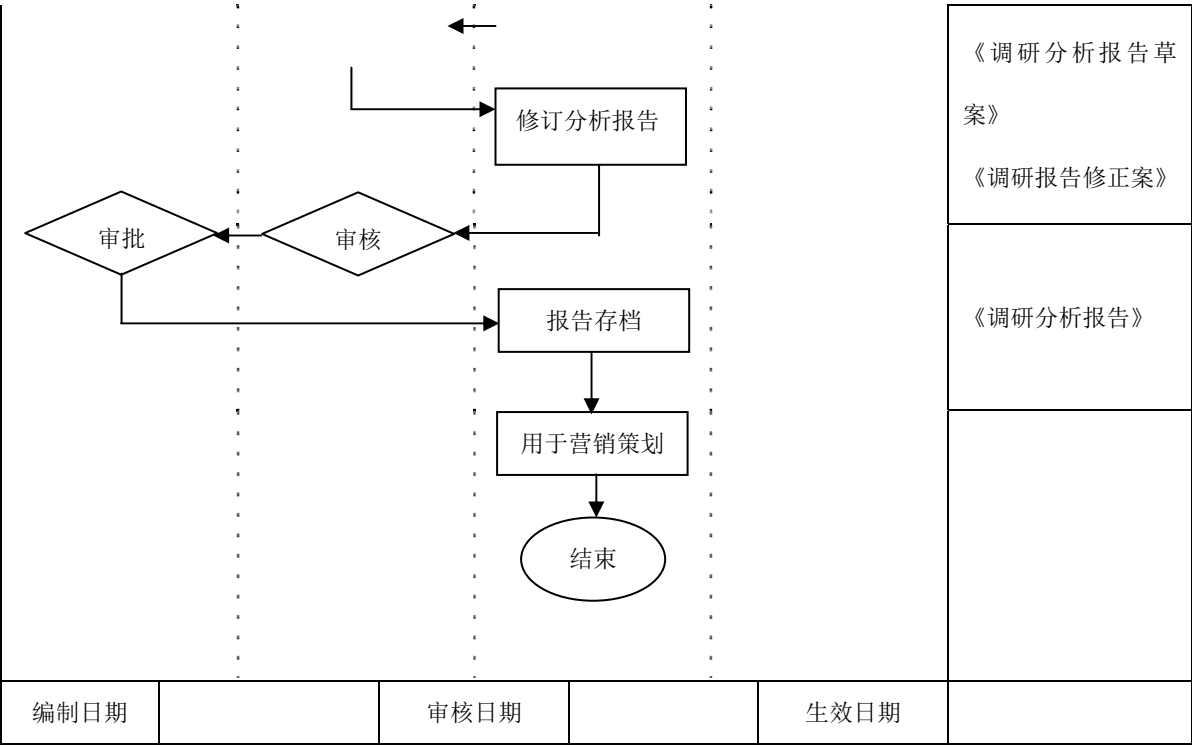 《调研分析报告草
案》
《调研报告修正案》
修订分析报告
审批
审核
报告存档
《调研分析报告》
用于营销策划
结束
编制日期
审核日期
生效日期